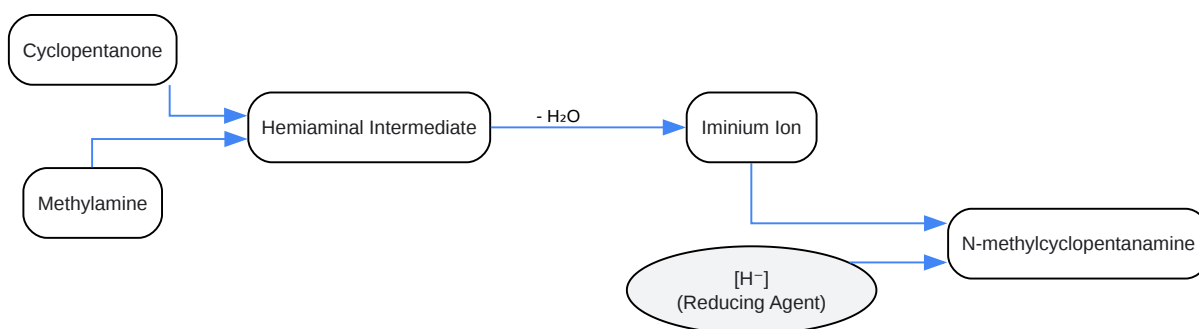 Cyclopentanone
Methylamine
Hemiaminal Intermediate
- H₂O
Iminium Ion
[H⁻]
(Reducing Agent)
N-methylcyclopentanamine